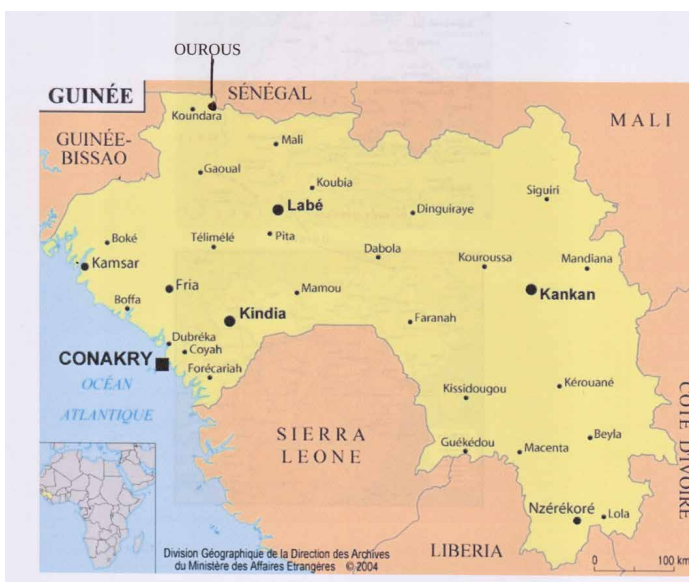 OUROUS
GUINÉE
SÉNÉGAL
MALI
Koundara
GUINÉE-
BISSAO
Mali
Gaoual
Koubia
Siguiri
Labé
Dinguiraye
Boké
Télimélé
Pita
Dabola
Kamsar
Kouroussa
Mandiana
Fria
Mamou
Kankan
Boffa
Kindia
Faranah
Dubréka
Coyah
CONAKRY
Forécariah
OCÉAN
ATLANTIQUE
Kissidougou
Kérouané
SIERRA
LEONE
Guékédou
Macenta
Beyla
CÔTE D'IVOIRE
Nzérékoré
Lola
LIBERIA
Division Géographique de la Direction des Archives
du Ministère des Affaires Etrangères © 2004
0 100 km